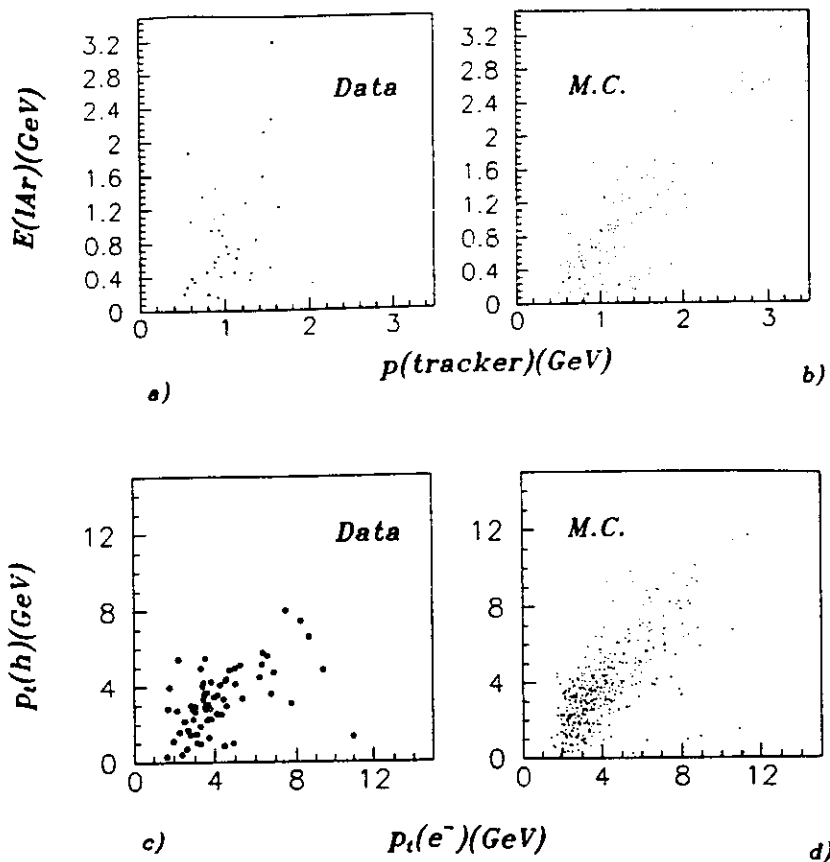 3.2
2.8
2.4
2
1.6
1.2
0.8
0.4
0
0 1 2 3
E(lAr)(GeV)
Data
3.2
2.8
2.4
2
1.6
1.2
0.8
0.4
0
0 1 2 3
M.C.
p(tracker)(GeV)
a)
b)
12
8
4
0
0 4 8 12
p_t(h)(GeV)
Data
12
8
4
0
0 4 8 12
M.C.
p_t(e⁻)(GeV)
c)
d)